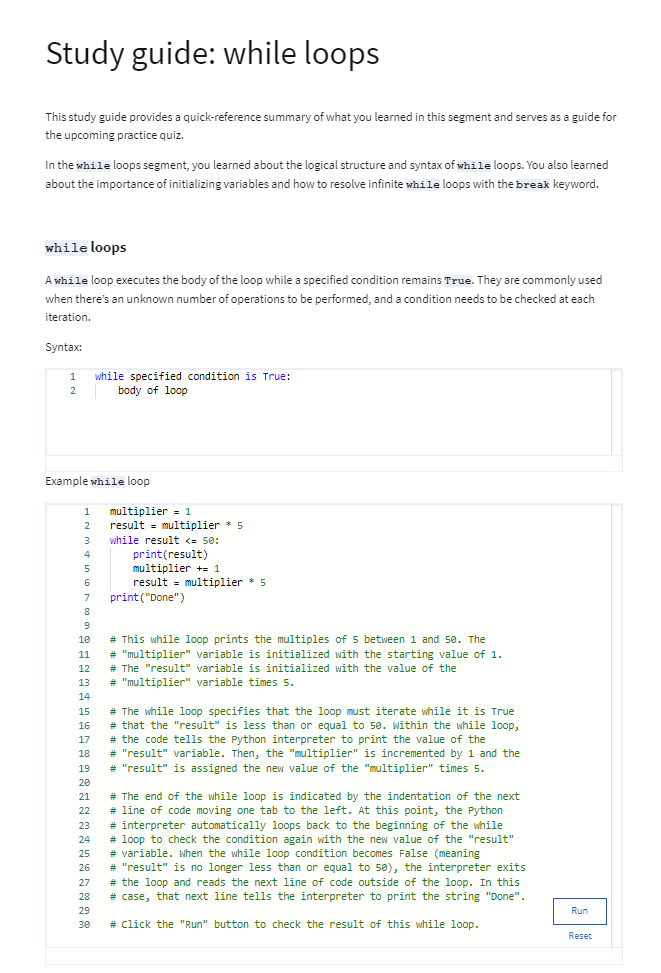 Study guide: while loops
This study guide provides a quick-reference summary of what you learned in this segment and serves as a guide for
the upcoming practice quiz.
In the while loops segment, you learned about the logical structure and syntax of while loops. You also learned
about the importance of initializing variables and how to resolve infinite while loops with the break keyword.
while loops
A while loop executes the body of the loop while a specified condition remains True. They are commonly used
when there's an unknown number of operations to be performed, and a condition needs to be checked at each
iteration.
Syntax:
1 while specified condition is True:
2     body of loop
Example while loop
1 multiplier = 1
2 result = multiplier * 5
3 while result <= 50:
4     print(result)
5     multiplier += 1
6     result = multiplier * 5
7 print("Done")
8
9
10 # This while loop prints the multiples of 5 between 1 and 50. The
11 # "multiplier" variable is initialized with the starting value of 1.
12 # The "result" variable is initialized with the value of the
13 # "multiplier" variable times 5.
14
15 # The while loop specifies that the loop must iterate while it is True
16 # that the "result" is less than or equal to 50. Within the while loop,
17 # the code tells the Python interpreter to print the value of the
18 # "result" variable. Then, the "multiplier" is incremented by 1 and the
19 # "result" is assigned the new value of the "multiplier" times 5.
20
21 # The end of the while loop is indicated by the indentation of the next
22 # line of code moving one tab to the left. At this point, the Python
23 # interpreter automatically loops back to the beginning of the while
24 # loop to check the condition again with the new value of the "result"
25 # variable. When the while loop condition becomes False (meaning
26 # "result" is no longer less than or equal to 50), the interpreter exits
27 # the loop and reads the next line of code outside of the loop. In this
28 # case, that next line tells the interpreter to print the string "Done".
29
30 # Click the "Run" button to check the result of this while loop.
Run
Reset